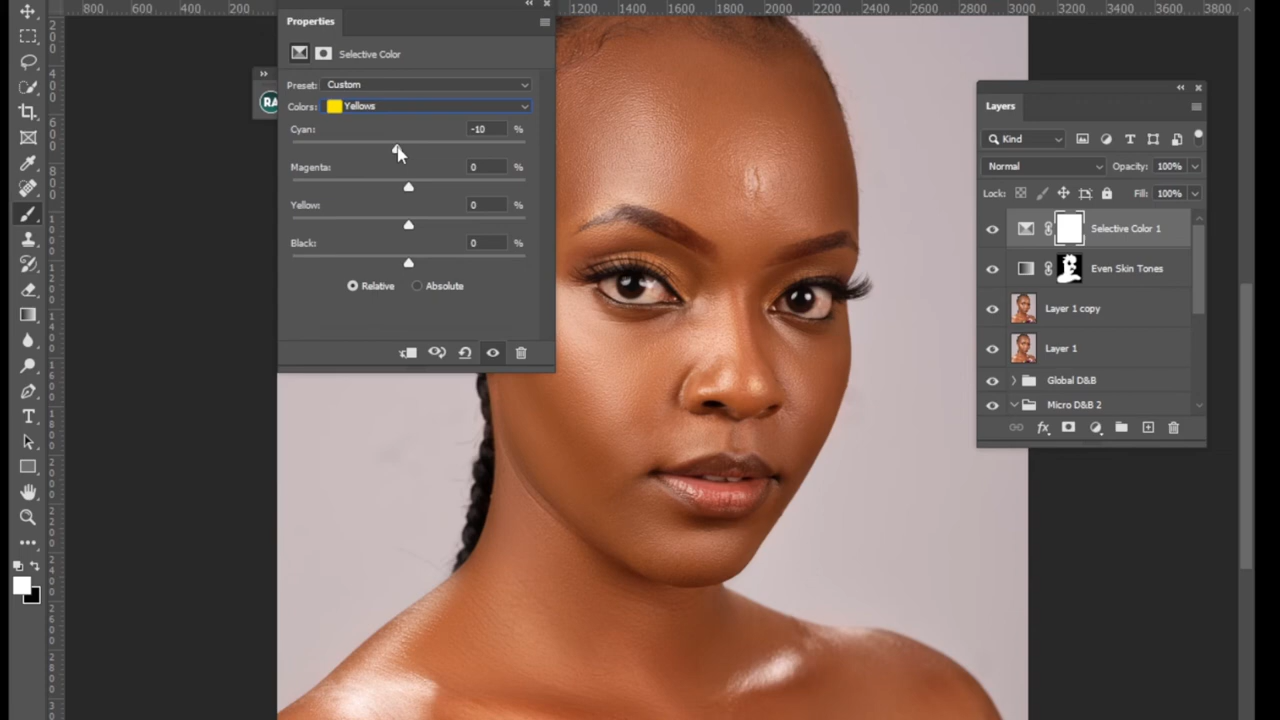 800 600 400 200
1200 1400 1600 1800 2000 2200 2400 2600 2800 3000 3200 3400 3600 3800
Properties
Selective Color
Preset: Custom
RA
Colors: Yellows
Cyan: -10 %
Magenta: 0 %
Yellow: 0 %
Black: 0 %
Relative Absolute
Layers
Kind
Normal Opacity: 100%
Lock: Fill: 100%
Selective Color 1
Even Skin Tones
Layer 1 copy
Layer 1
Global D&B
Micro D&B 2
fx